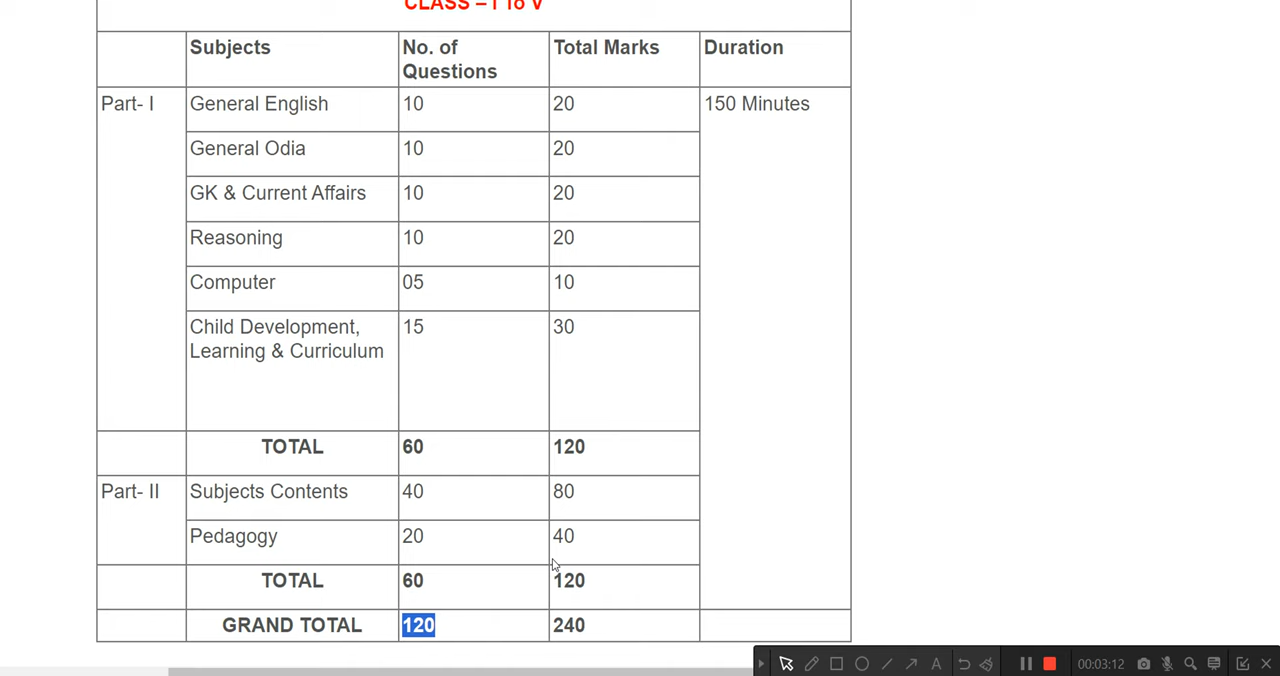 CLASS – I To V
Subjects No. of Questions Total Marks Duration
Part- I General English 10 20 150 Minutes
General Odia 10 20
GK & Current Affairs 10 20
Reasoning 10 20
Computer 05 10
Child Development, Learning & Curriculum 15 30
TOTAL 60 120
Part- II Subjects Contents 40 80
Pedagogy 20 40
TOTAL 60 120
GRAND TOTAL 120 240
A 00:03:12